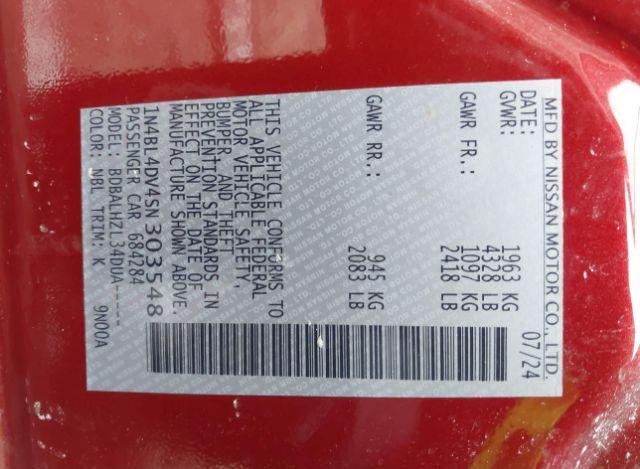 MFD BY NISSAN MOTOR CO., LTD.
DATE: 07/24
GVWR: 1963 KG
4328 LB
GAWR FR.: 1097 KG
2418 LB
GAWR RR.: 945 KG
2083 LB
THIS VEHICLE CONFORMS TO
ALL APPLICABLE FEDERAL
MOTOR VEHICLE SAFETY,
BUMPER, AND THEFT
PREVENTION STANDARDS IN
EFFECT ON THE DATE OF
MANUFACTURE SHOWN ABOVE.
1N4BL4DV4SN303548
PASSENGER CAR 684284
MODEL: BDBALHZL34DUA-----
COLOR: NBL TRIM: K 9N00A